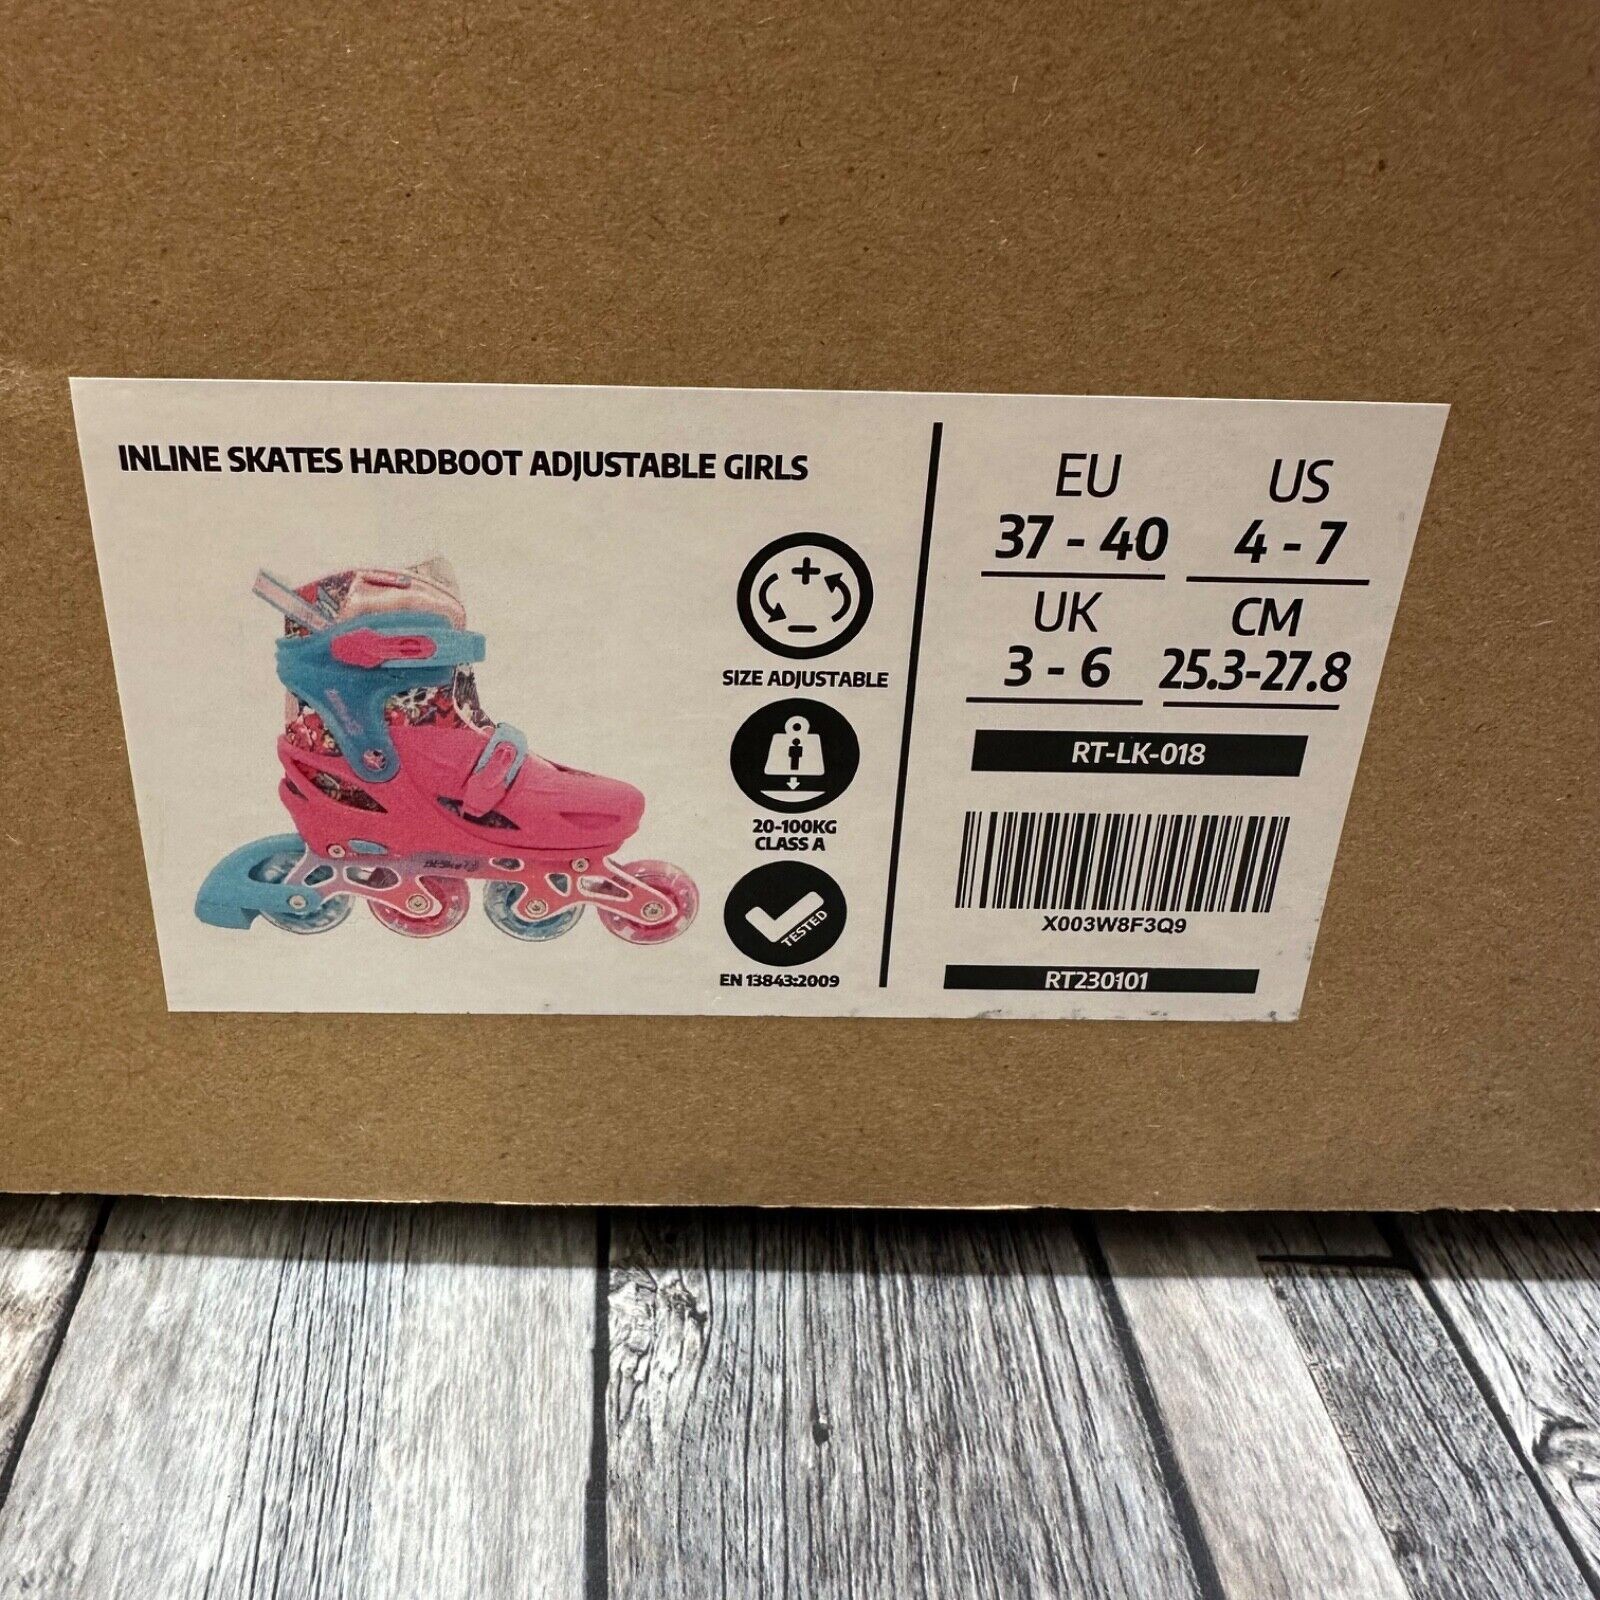 INLINE SKATES HARDBOOT ADJUSTABLE GIRLS
SIZE ADJUSTABLE
20-100KG
CLASS A
TESTED
EN 13843:2009
EU
37 - 40
US
4 - 7
UK
3 - 6
CM
25.3-27.8
RT-LK-018
X003W8F3Q9
RT230101